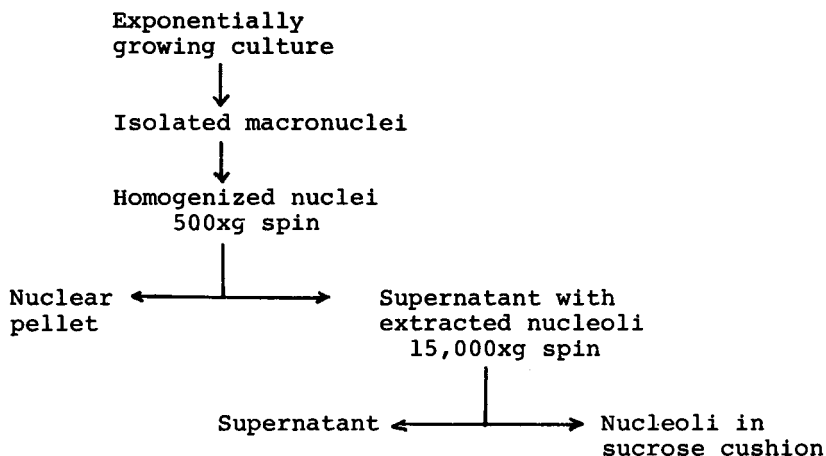 Exponentially
growing culture
Isolated macronuclei
Homogenized nuclei
500xg spin
Nuclear
pellet
Supernatant with
extracted nucleoli
15,000xg spin
Supernatant
Nucleoli in
sucrose cushion